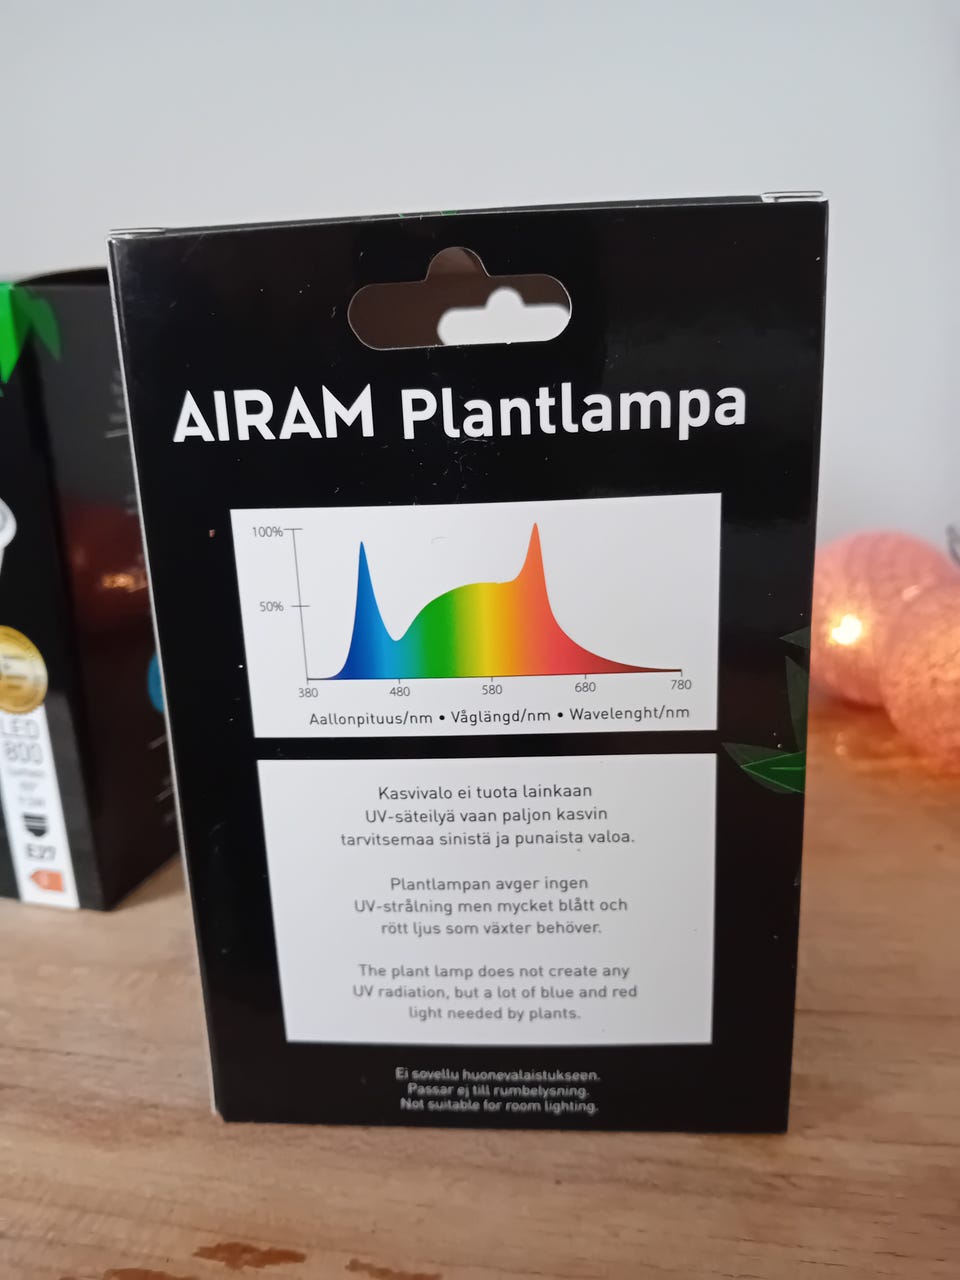 AIRAM Plantlampa
100%
50%
380 480 580 680 780
Aallonpituus/nm • Våglängd/nm • Wavelenght/nm
Kasvivalo ei tuota lainkaan
UV-säteilyä vaan paljon kasvin
tarvitsemaa sinistä ja punaista valoa.
Plantlampan avger ingen
UV-strålning men mycket blått och
rött ljus som växter behöver.
The plant lamp does not create any
UV radiation, but a lot of blue and red
light needed by plants.
Ei sovellu huonevalaistukseen.
Passar ej till rumbelysning.
Not suitable for room lighting.
LED
800
E27